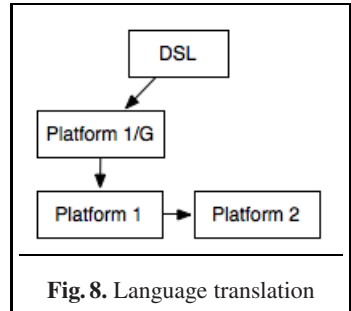 DSL
Platform 1/G
Platform 1
Platform 2
Fig. 8. Language translation